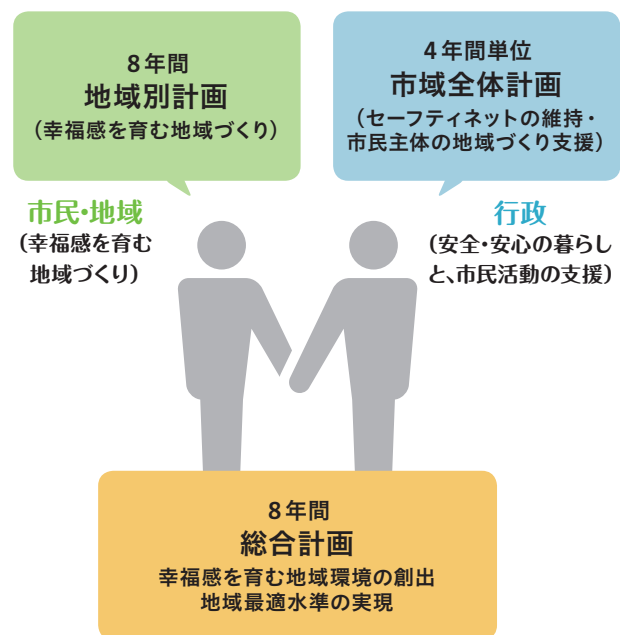 8年間
地域別計画
（幸福感を育む地域づくり）
4年間単位
市域全体計画
（セーフティネットの維持・
市民主体の地域づくり支援）
市民・地域
（幸福感を育む
地域づくり）
行政
（安全・安心の暮らし
と、市民活動の支援）
8年間
総合計画
幸福感を育む地域環境の創出
地域最適水準の実現